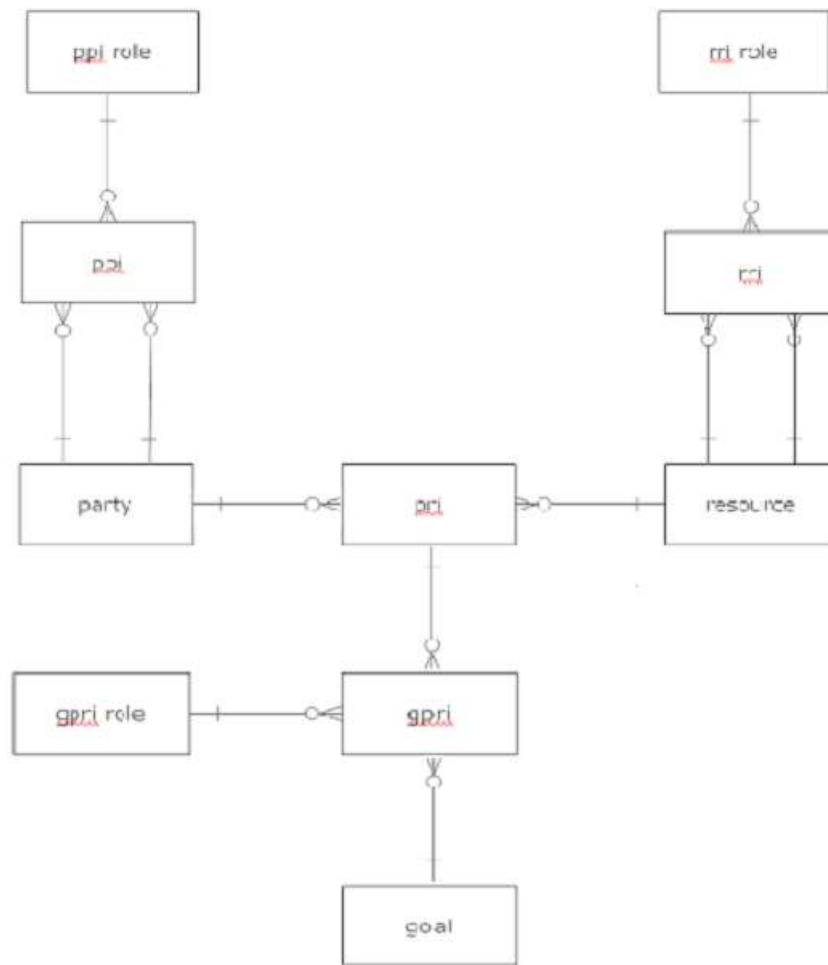 ppi role
rri role
ppi
rri
party
pri
resource
gpri role
gpri
goal